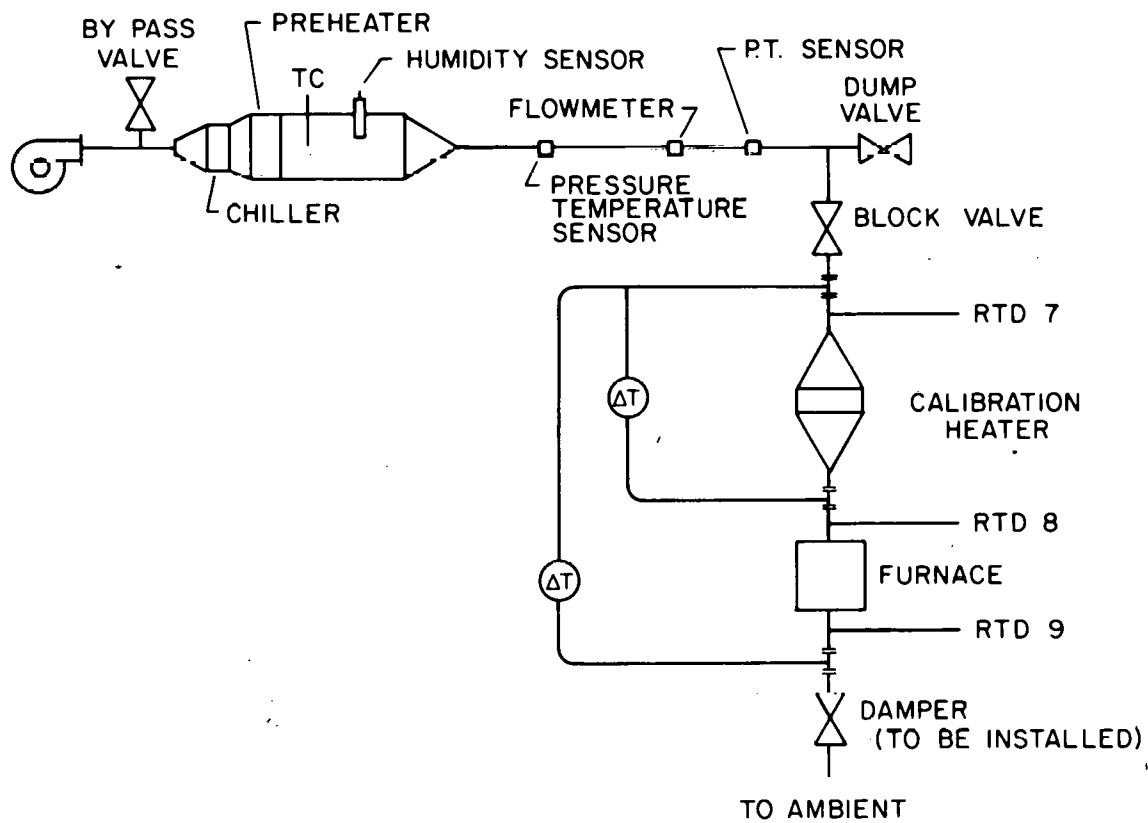 BY PASS
VALVE
PREHEATER
TC
HUMIDITY SENSOR
CHILLER
FLOWMETER
P.T. SENSOR
DUMP
VALVE
PRESSURE
TEMPERATURE
SENSOR
BLOCK VALVE
RTD 7
ΔT
CALIBRATION
HEATER
RTD 8
ΔT
FURNACE
RTD 9
DAMPER
(TO BE INSTALLED)
TO AMBIENT